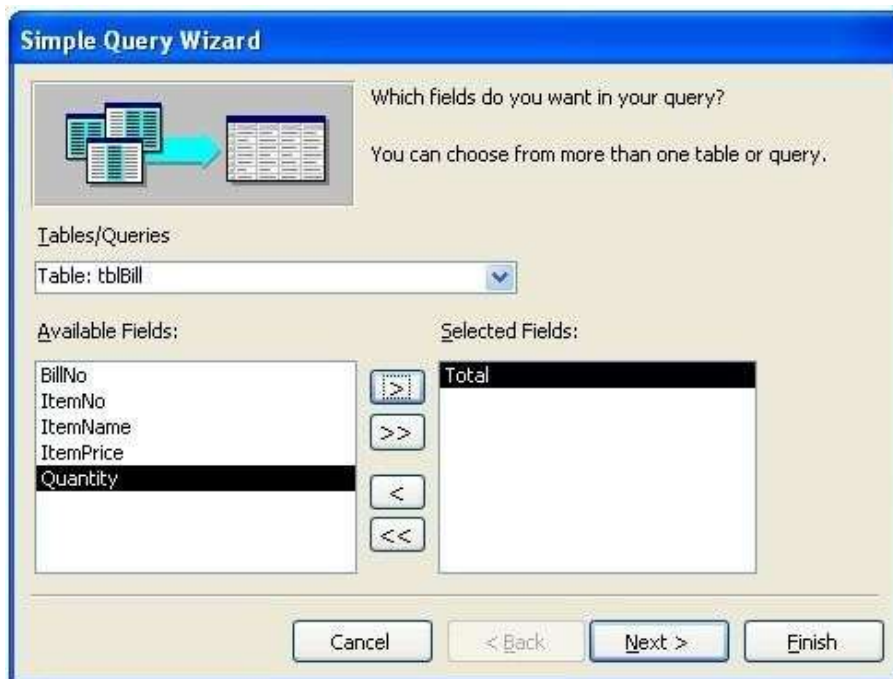 Simple Query Wizard
Which fields do you want in your query?
You can choose from more than one table or query.
Tables/Queries
Table: tblBill
Available Fields:
Selected Fields:
BillNo
ItemNo
ItemName
ItemPrice
Quantity
>
>>
<
<<
Total
Cancel
< Back
Next >
Finish